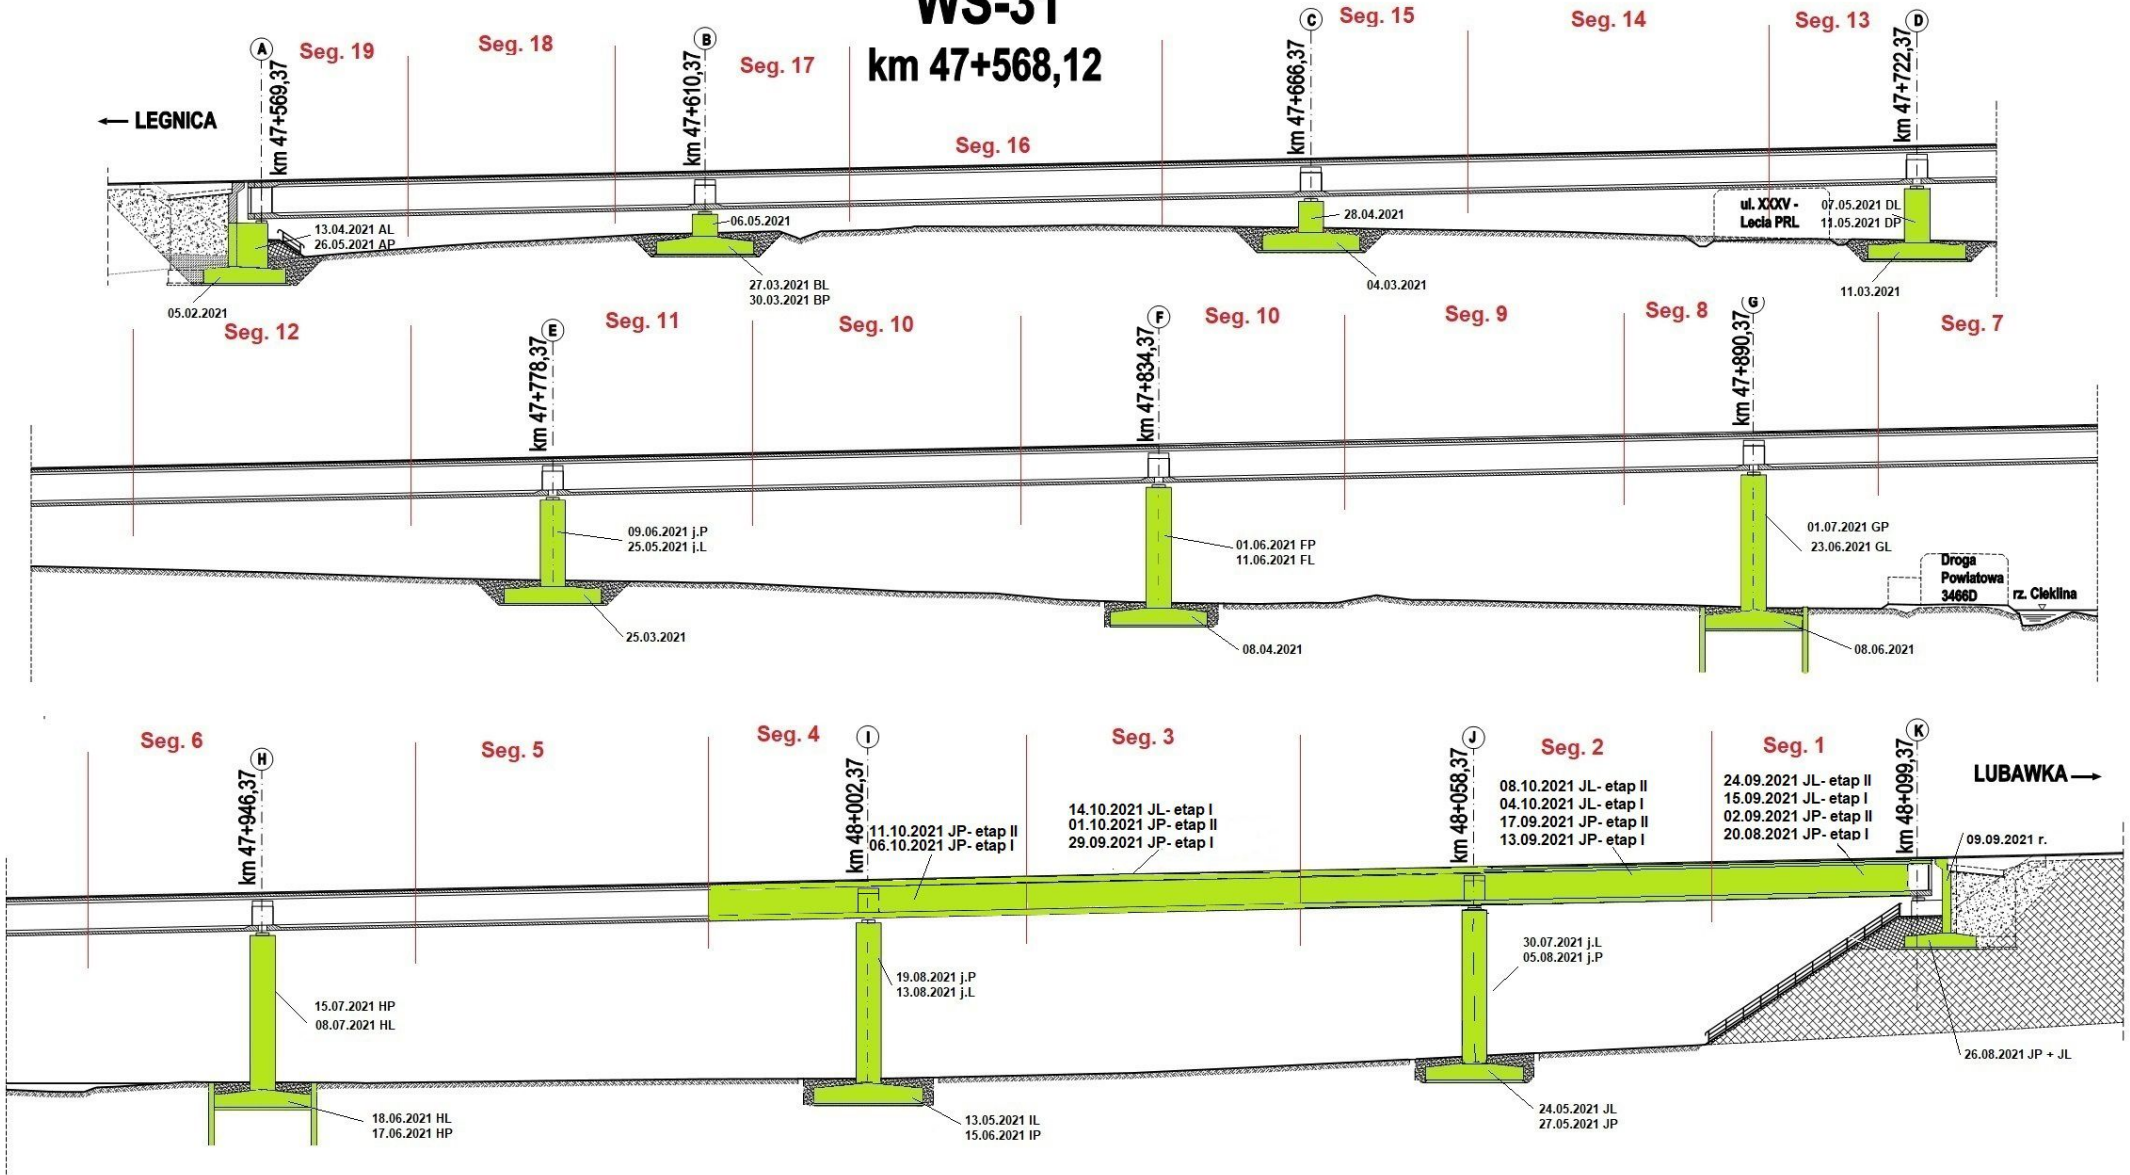 WS-31
km 47+568,12
A
Seg. 19
km 47+569,37
Seg. 18
B
km 47+610,37
Seg. 17
Seg. 16
C
km 47+666,37
Seg. 15
Seg. 14
Seg. 13
D
km 47+722,37
← LEGNICA
13.04.2021 AL
26.05.2021 AP
05.02.2021
06.05.2021
27.03.2021 BL
30.03.2021 BP
28.04.2021
04.03.2021
ul. XXXV -
Lecia PRL
07.05.2021 DL
11.05.2021 DP
11.03.2021
Seg. 12
E
km 47+778,37
Seg. 11
Seg. 10
F
km 47+834,37
Seg. 10
Seg. 9
Seg. 8
G
km 47+890,37
Seg. 7
09.06.2021 j.P
25.05.2021 j.L
25.03.2021
01.06.2021 FP
11.06.2021 FL
08.04.2021
01.07.2021 GP
23.06.2021 GL
Droga
Powiatowa
3466D
rz. Cieklina
08.06.2021
Seg. 6
H
km 47+946,37
Seg. 5
Seg. 4
I
km 48+002,37
Seg. 3
J
km 48+058,37
Seg. 2
Seg. 1
K
km 48+099,37
LUBAWKA →
11.10.2021 JP- etap II
06.10.2021 JP- etap I
14.10.2021 JL- etap I
01.10.2021 JP- etap II
29.09.2021 JP- etap I
08.10.2021 JL- etap II
04.10.2021 JL- etap I
17.09.2021 JP- etap II
13.09.2021 JP- etap I
24.09.2021 JL- etap II
15.09.2021 JL- etap I
02.09.2021 JP- etap II
20.08.2021 JP- etap I
09.09.2021 r.
15.07.2021 HP
08.07.2021 HL
18.06.2021 HL
17.06.2021 HP
19.08.2021 j.P
13.08.2021 j.L
13.05.2021 IL
15.06.2021 IP
30.07.2021 j.L
05.08.2021 j.P
24.05.2021 JL
27.05.2021 JP
26.08.2021 JP + JL